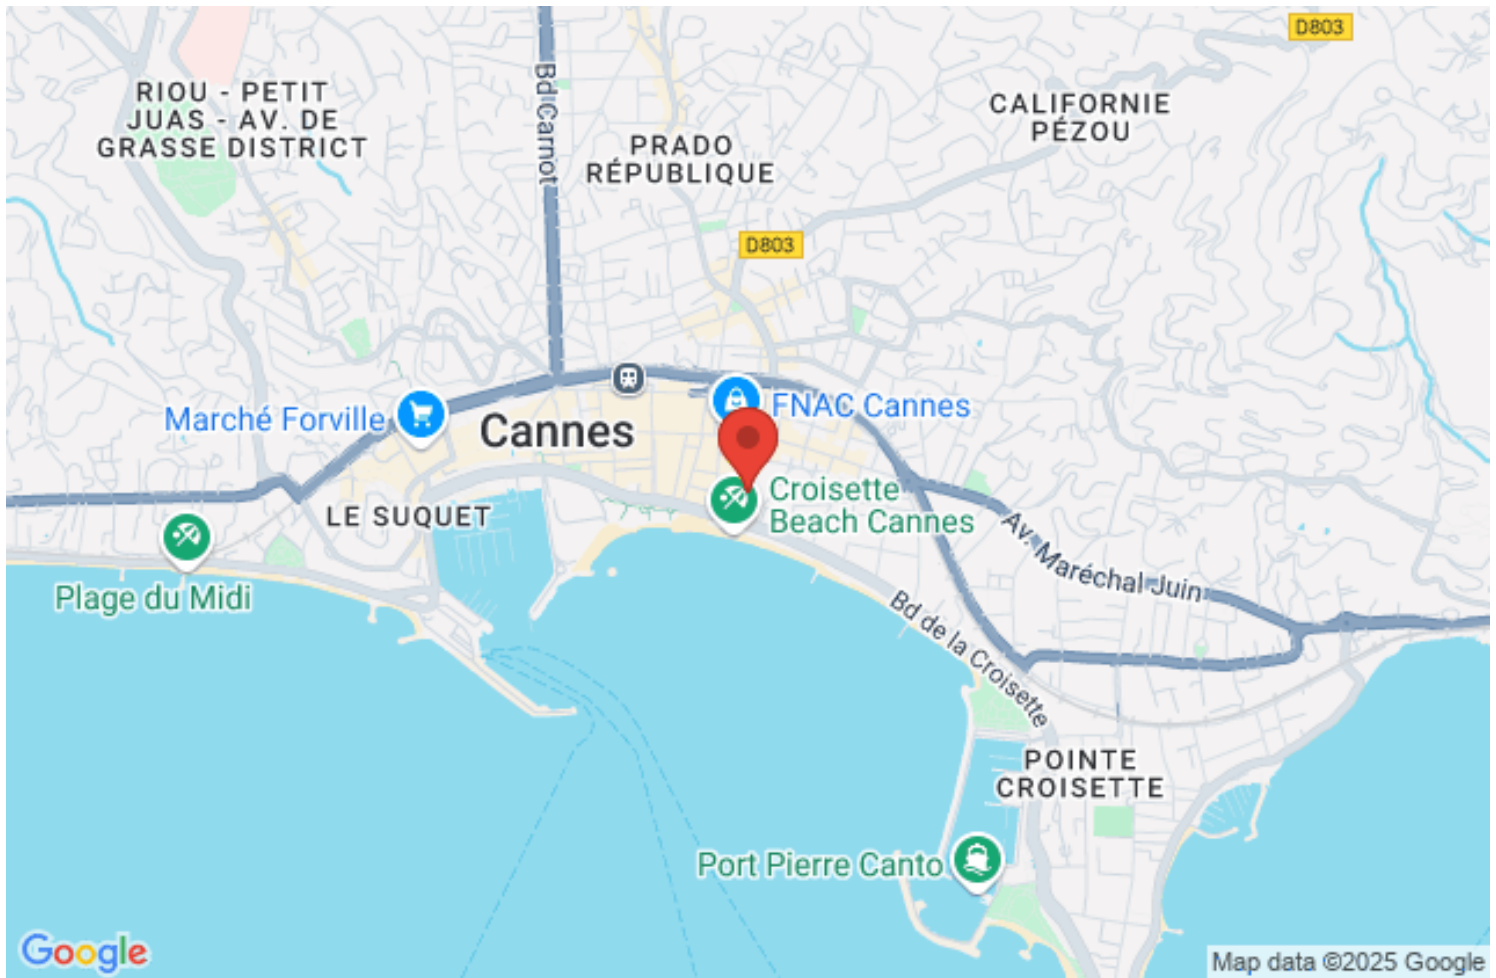 D803
RIOU - PETIT
JUAS - AV. DE
GRASSE DISTRICT
Bd Carnot
PRADO
RÉPUBLIQUE
CALIFORNIE
PÉZOU
D803
Marché Forville
Cannes
FNAC Cannes
LE SUQUET
Croisette
Beach Cannes
Av. Maréchal Juin
Plage du Midi
Bd de la Croisette
POINTE
CROISETTE
Port Pierre Canto
Google
Map data ©2025 Google